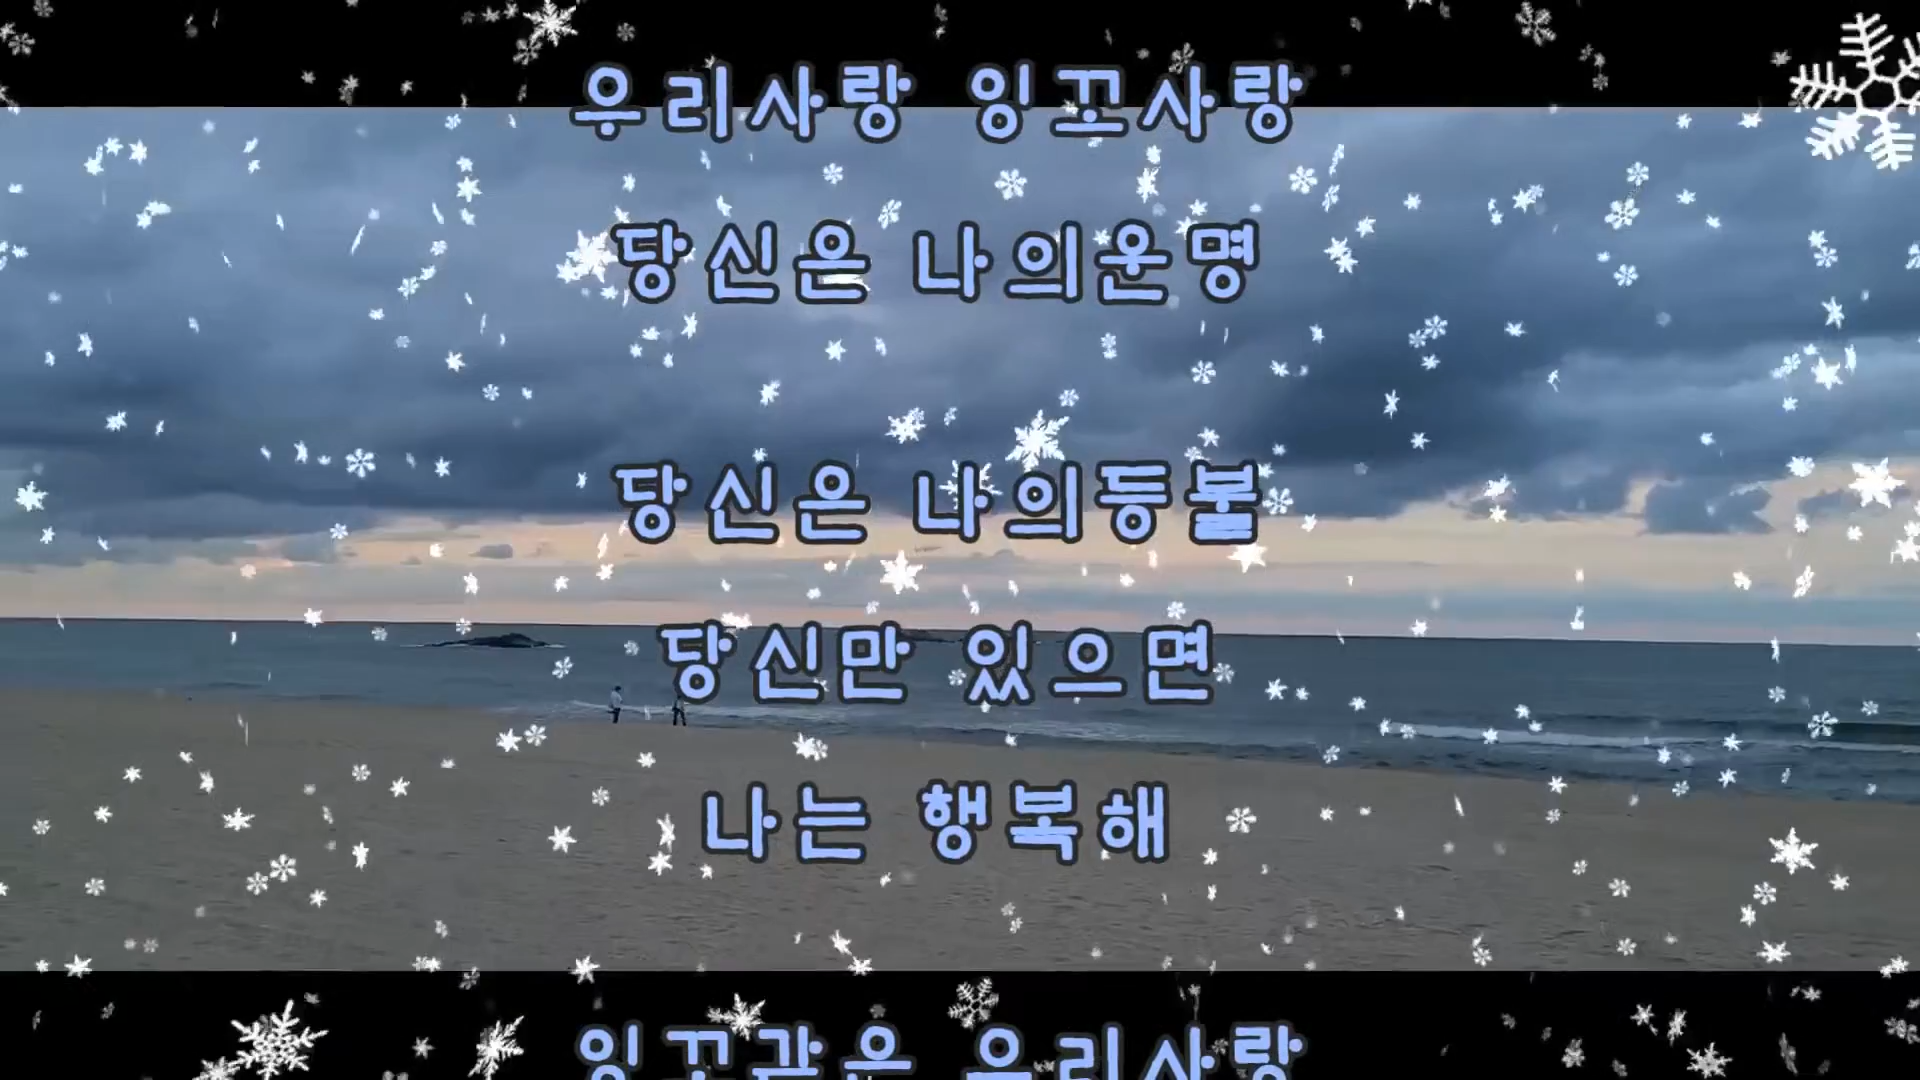 우리사랑 잉꼬사랑
당신은 나의운명
당신은 나의등불
당신만 있으면
나는 행복해
잉꼬같은 우리사랑